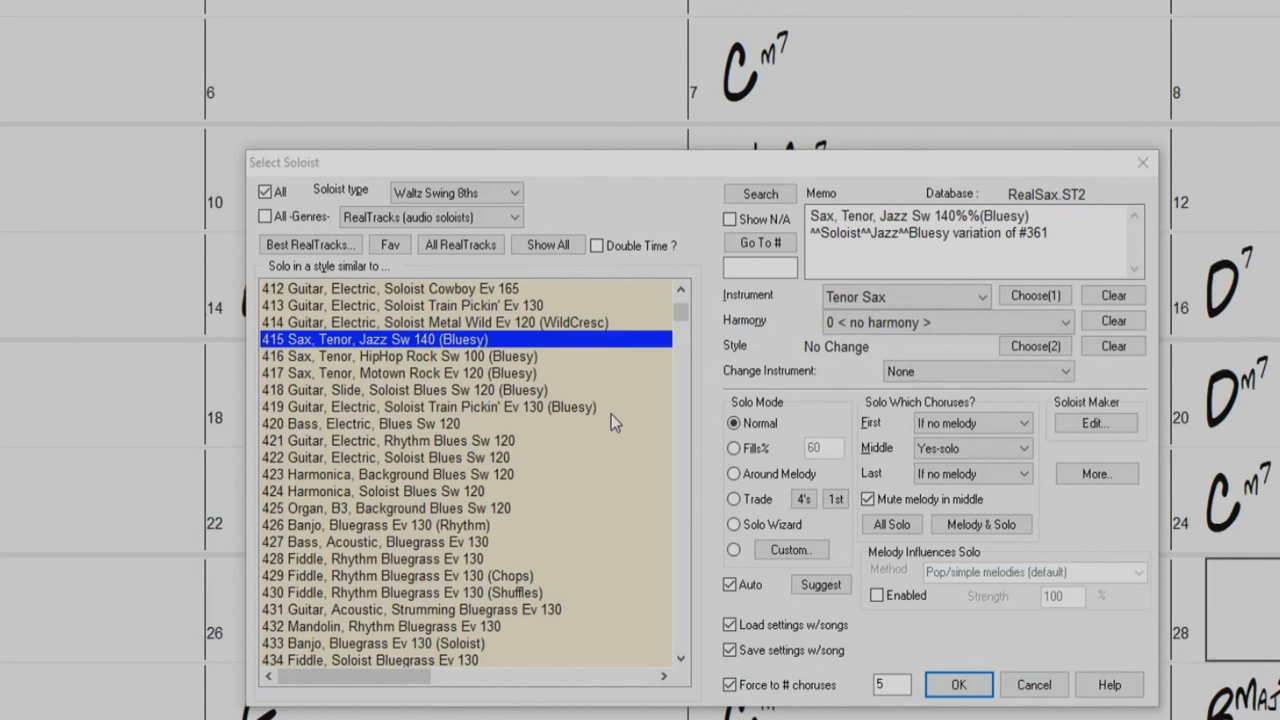 Cm7
6
7
8
Select Soloist
All
Soloist type
Waltz Swing 8ths
Search
Memo
Database :
RealSax.ST2
10
12
All -Genres-
RealTracks (audio soloists)
Show N/A
Sax, Tenor, Jazz Sw 140%%(Bluesy)
^^Soloist^^Jazz^^Bluesy variation of #361
Best RealTracks...
Fav
All RealTracks
Show All
Double Time ?
Go To #
Solo in a style similar to ...
D7
412 Guitar, Electric, Soloist Cowboy Ev 165
413 Guitar, Electric, Soloist Train Pickin' Ev 130
414 Guitar, Electric, Soloist Metal Wild Ev 120 (WildCresc)
415 Sax, Tenor, Jazz Sw 140 (Bluesy)
416 Sax, Tenor, HipHop Rock Sw 100 (Bluesy)
417 Sax, Tenor, Motown Rock Ev 120 (Bluesy)
418 Guitar, Slide, Soloist Blues Sw 120 (Bluesy)
419 Guitar, Electric, Soloist Train Pickin' Ev 130 (Bluesy)
420 Bass, Electric, Blues Sw 120
421 Guitar, Electric, Rhythm Blues Sw 120
422 Guitar, Electric, Soloist Blues Sw 120
423 Harmonica, Background Blues Sw 120
424 Harmonica, Soloist Blues Sw 120
425 Organ, B3, Background Blues Sw 120
426 Banjo, Bluegrass Ev 130 (Rhythm)
427 Bass, Acoustic, Bluegrass Ev 130
428 Fiddle, Rhythm Bluegrass Ev 130
429 Fiddle, Rhythm Bluegrass Ev 130 (Chops)
430 Fiddle, Rhythm Bluegrass Ev 130 (Shuffles)
431 Guitar, Acoustic, Strumming Bluegrass Ev 130
432 Mandolin, Rhythm Bluegrass Ev 130
433 Banjo, Bluegrass Ev 130 (Soloist)
434 Fiddle, Soloist Bluegrass Ev 130
Instrument
Tenor Sax
Choose(1)
Clear
Harmony
0 < no harmony >
Clear
Style
No Change
Choose(2)
Clear
Change Instrument:
None
14
16
Solo Mode
Normal
Fills%
60
Around Melody
Trade
4's
1st
Solo Wizard
Custom..
Solo Which Choruses?
First
If no melody
Middle
Yes-solo
Last
If no melody
Mute melody in middle
All Solo
Melody & Solo
Soloist Maker
Edit...
More..
Dm7
18
20
Melody Influences Solo
Method
Pop/simple melodies (default)
Enabled
Strength
100
%
Cm7
22
24
Auto
Suggest
Load settings w/songs
Save settings w/song
Force to # choruses
5
OK
Cancel
Help
26
28